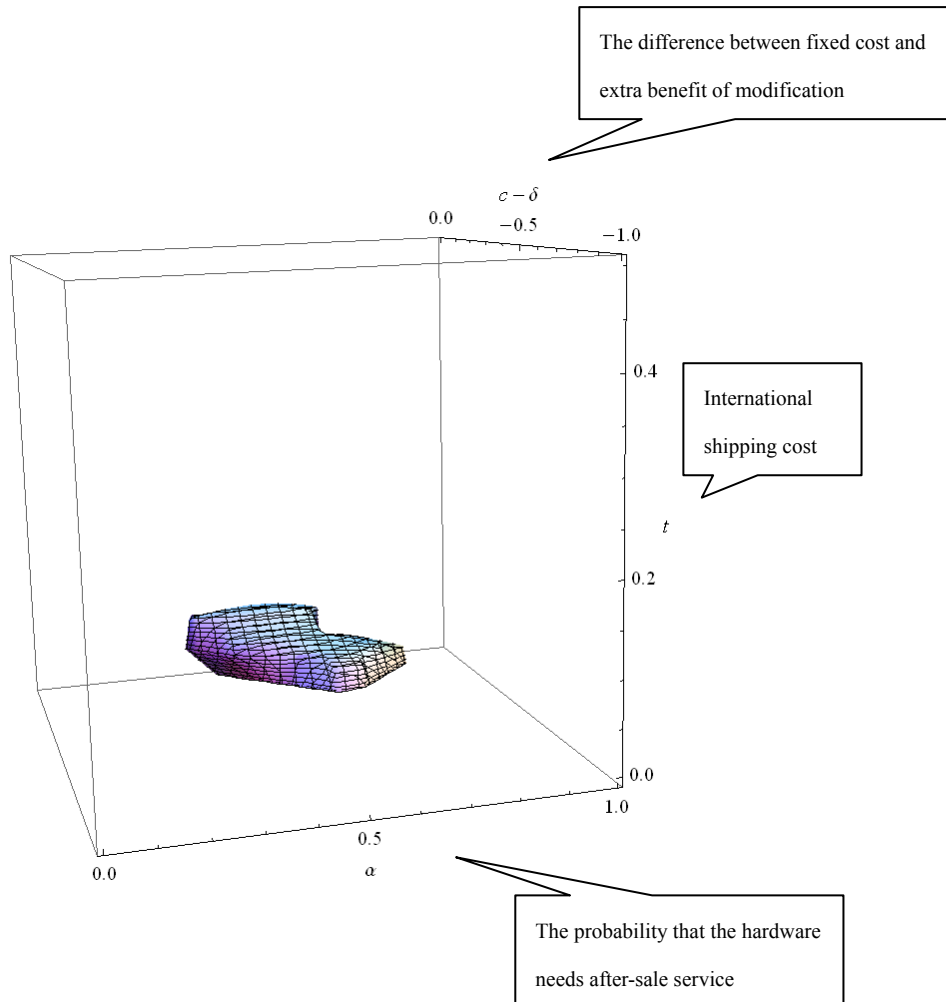 The difference between fixed cost and
extra benefit of modification
c − δ
0.0
−0.5
−1.0
0.4
International
shipping cost
t
0.2
0.0
1.0
0.5
0.0
α
The probability that the hardware
needs after-sale service